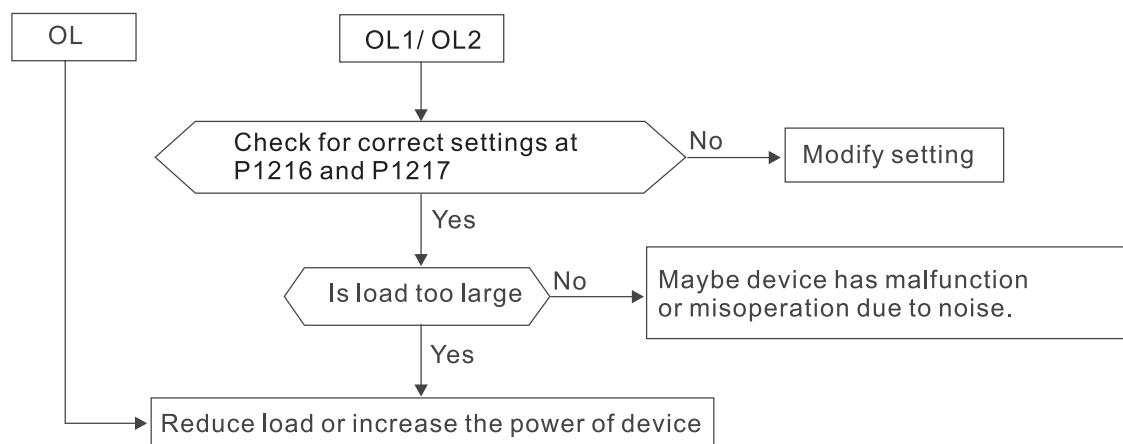 OL
OL1/ OL2
Check for correct settings at
P1216 and P1217
No
Modify setting
Yes
Is load too large
No
Maybe device has malfunction
or misoperation due to noise.
Yes
Reduce load or increase the power of device